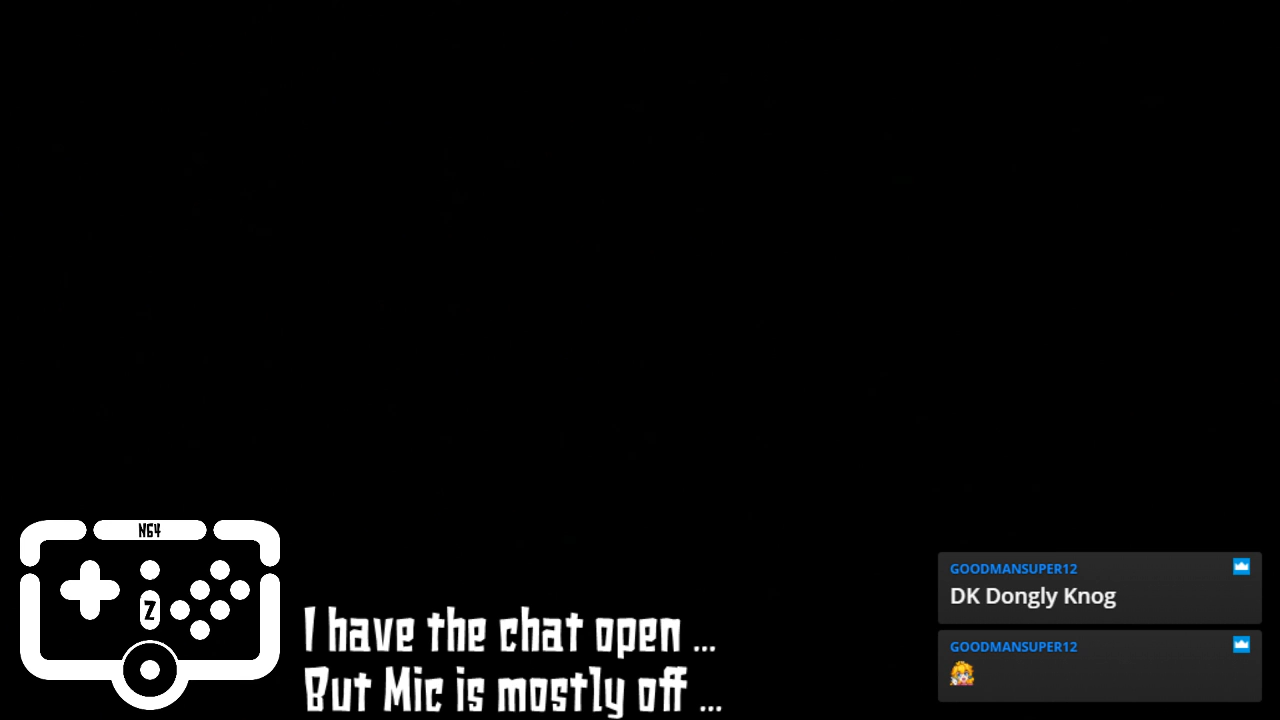 N64
Z
I have the chat open ...
But Mic is mostly off ...
GOODMANSUPER12
DK Dongly Knog
GOODMANSUPER12